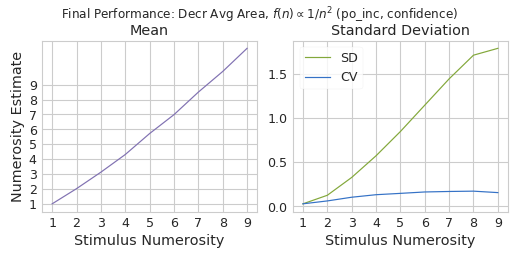 Final Performance: Decr Avg Area, f(n) ∝ 1/n² (po_inc, confidence)
Mean
Standard Deviation
Numerosity Estimate
9
8
7
6
5
4
3
2
1
1 2 3 4 5 6 7 8 9
Stimulus Numerosity
SD
CV
1.5
1.0
0.5
0.0
1 2 3 4 5 6 7 8 9
Stimulus Numerosity